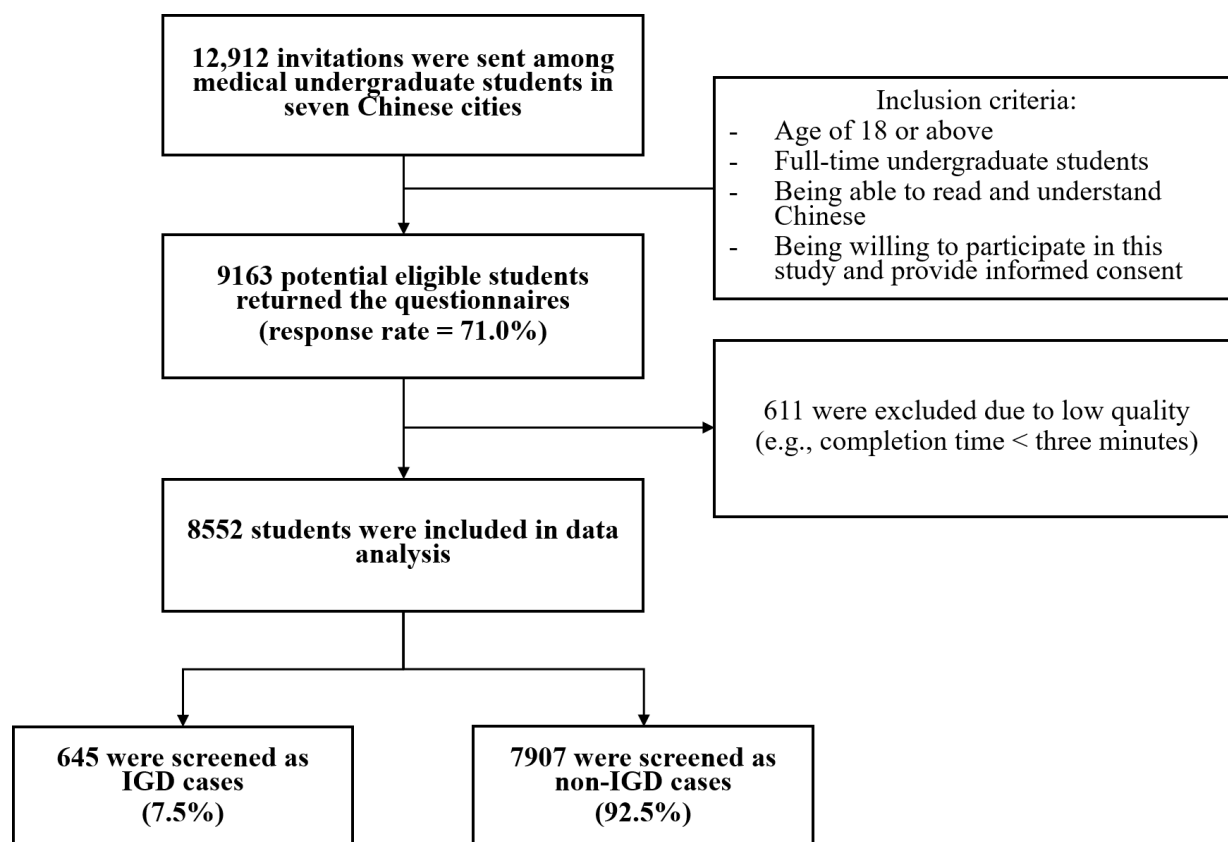 12,912 invitations were sent among
medical undergraduate students in
seven Chinese cities
Inclusion criteria:
- Age of 18 or above
- Full-time undergraduate students
- Being able to read and understand
Chinese
- Being willing to participate in this
study and provide informed consent
9163 potential eligible students
returned the questionnaires
(response rate = 71.0%)
611 were excluded due to low quality
(e.g., completion time < three minutes)
8552 students were included in data
analysis
645 were screened as
IGD cases
(7.5%)
7907 were screened as
non-IGD cases
(92.5%)